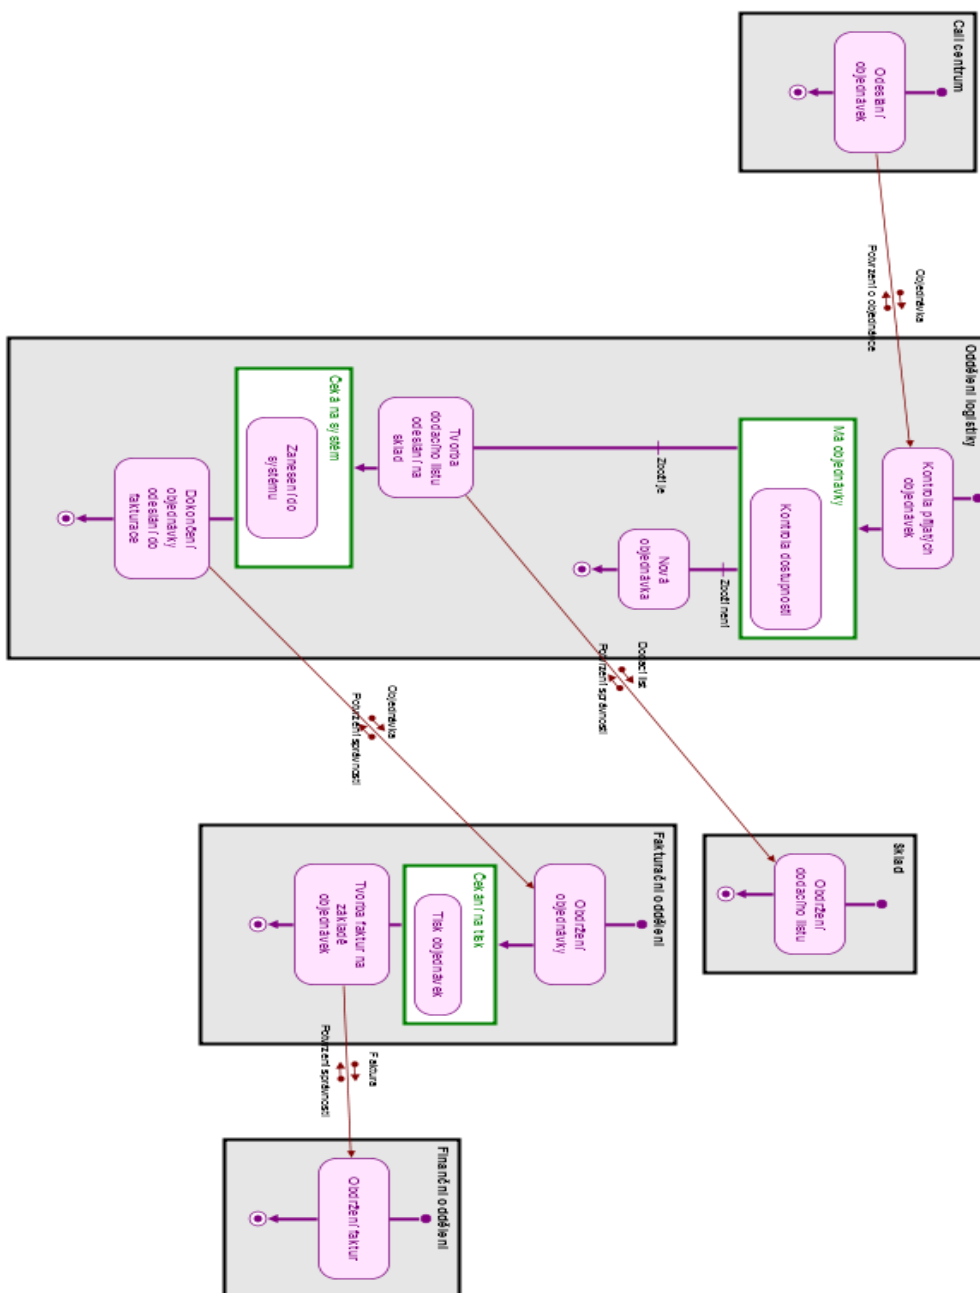 Call centrum
Odeslání
objednávek
Objednávka
Potvrzení o objednávce
Oddělení logistiky
Kontrola přijatých
objednávek
Má objednávky
Kontrola dostupnosti
Zboží je
Zboží není
Nová
objednávka
Tvorba
dodacího listu
odeslání na
sklad
Čeká na systém
Zanesení do
systému
Dokončení
objednávky
odeslání do
fakturace
Dodací list
Potvrzení správnosti
Objednávka
Potvrzění správnosti
Sklad
Obdržení
dodacího listu
Fakturační oddělení
Obdržení
objednávky
Čekání na tisk
Tisk objednávek
Tvorba faktur na
základě
objednávek
Faktura
Potvrzení správnosti
Finanční oddělení
Obdržení faktur